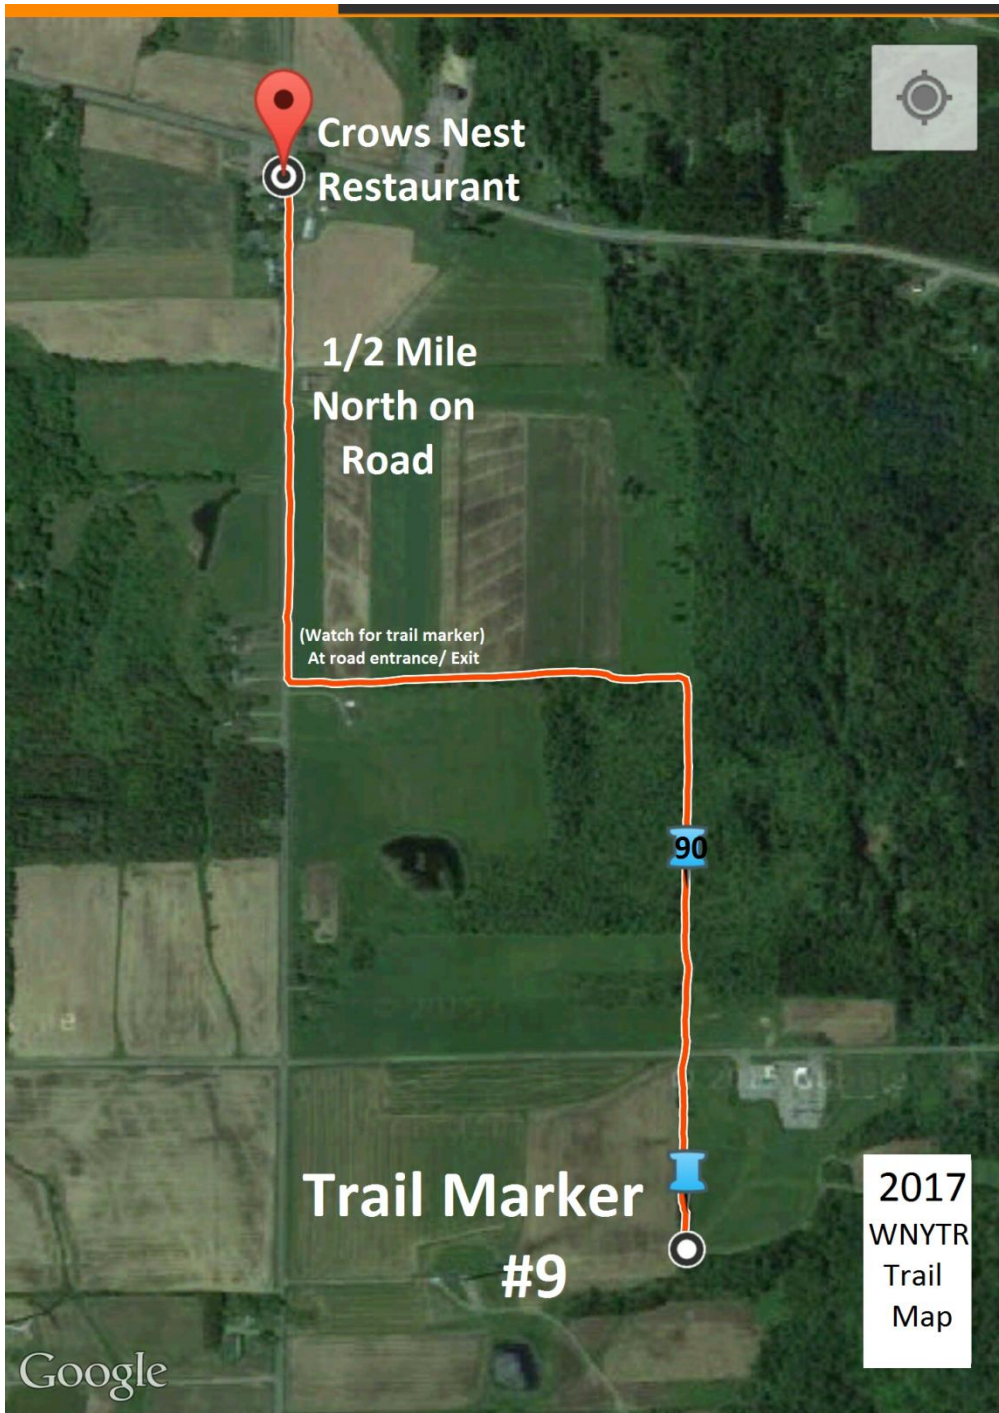 Crows Nest
Restaurant
1/2 Mile
North on
Road
(Watch for trail marker)
At road entrance/ Exit
90
Trail Marker
#9
2017
WNYTR
Trail
Map
Google